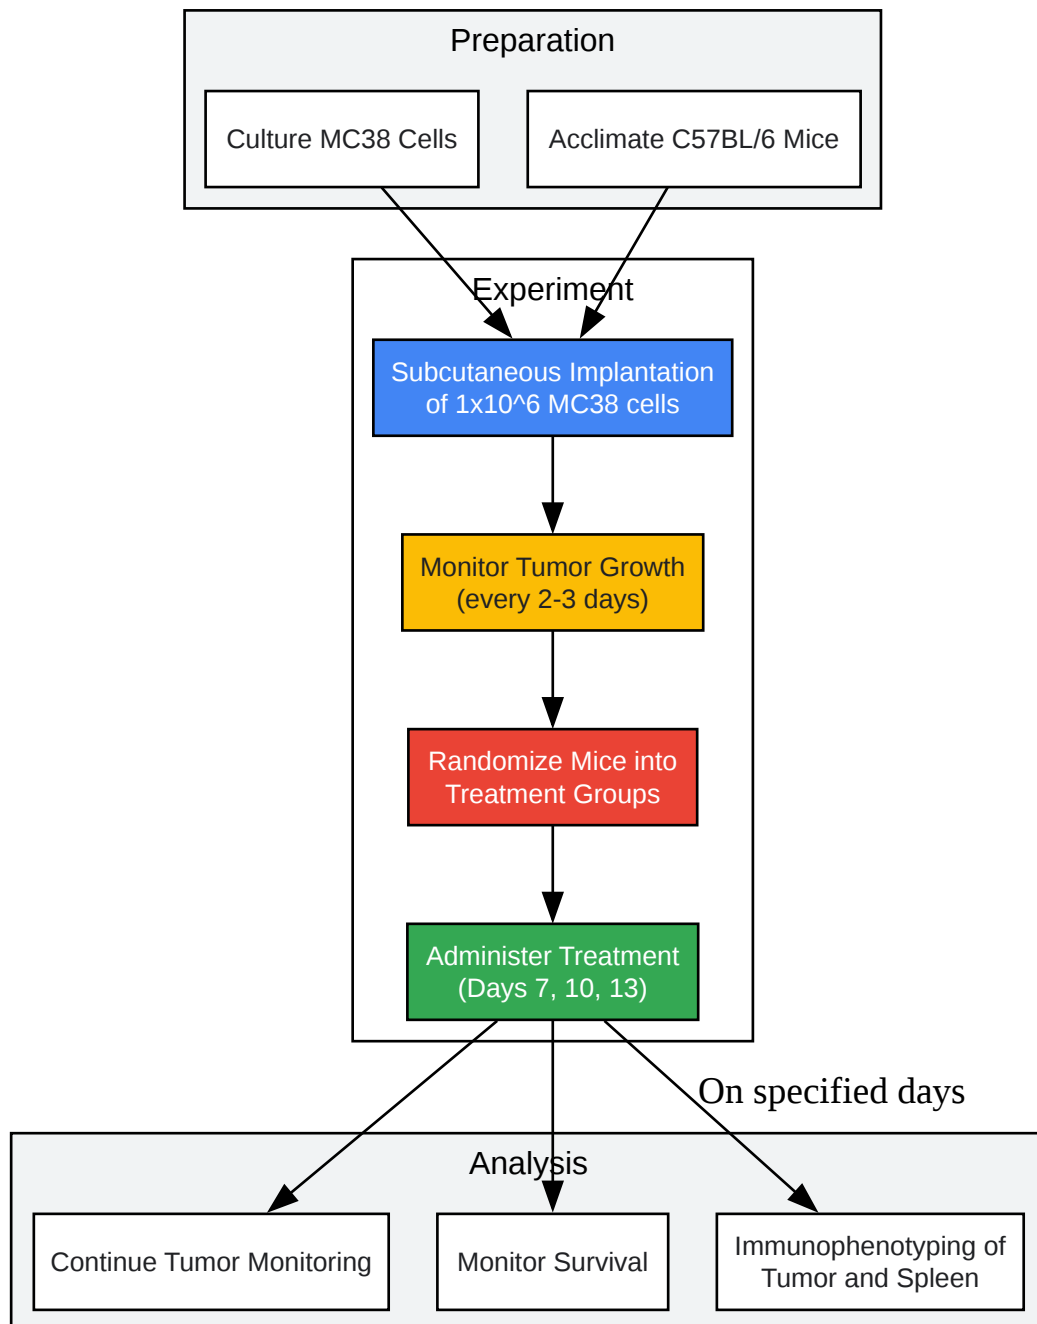 Preparation
Culture MC38 Cells
Acclimate C57BL/6 Mice
Experiment
Subcutaneous Implantation
of 1x10^6 MC38 cells
Monitor Tumor Growth
(every 2-3 days)
Randomize Mice into
Treatment Groups
Administer Treatment
(Days 7, 10, 13)
On specified days
Analysis
Continue Tumor Monitoring
Monitor Survival
Immunophenotyping of
Tumor and Spleen